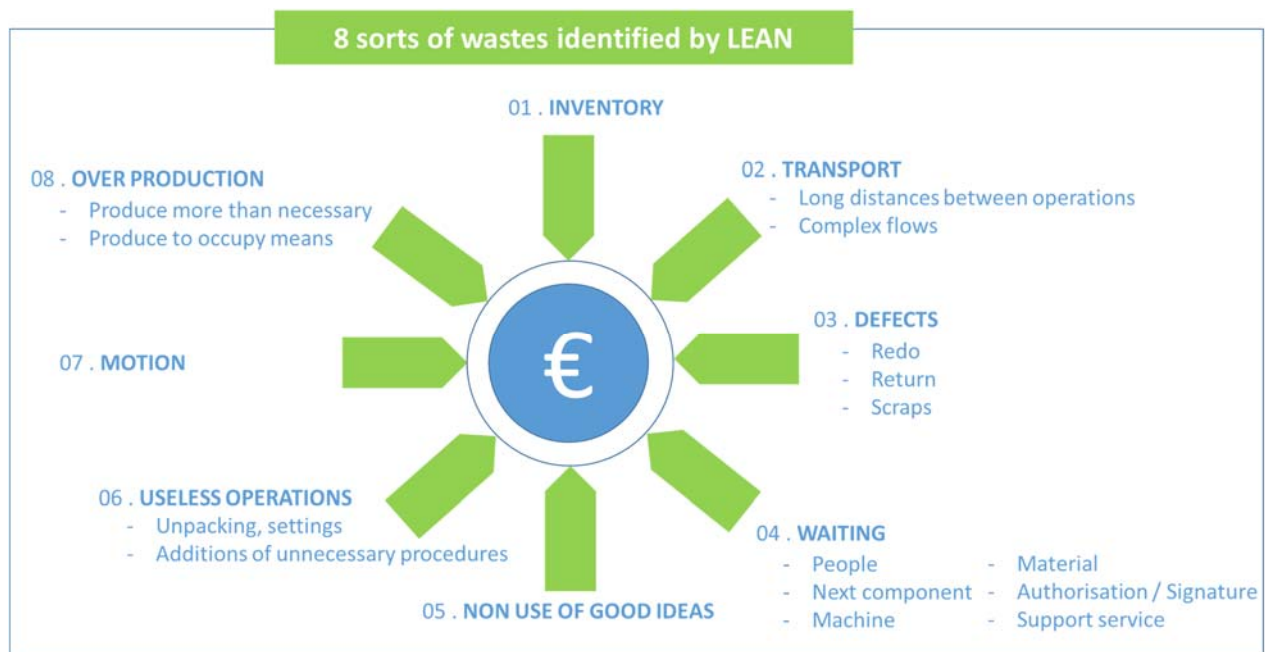 8 sorts of wastes identified by LEAN
01 . INVENTORY
02 . TRANSPORT
- Long distances between operations
- Complex flows
03 . DEFECTS
- Redo
- Return
- Scraps
04 . WAITING
- People
- Next component
- Machine
- Material
- Authorisation / Signature
- Support service
05 . NON USE OF GOOD IDEAS
06 . USELESS OPERATIONS
- Unpacking, settings
- Additions of unnecessary procedures
07 . MOTION
08 . OVER PRODUCTION
- Produce more than necessary
- Produce to occupy means
€